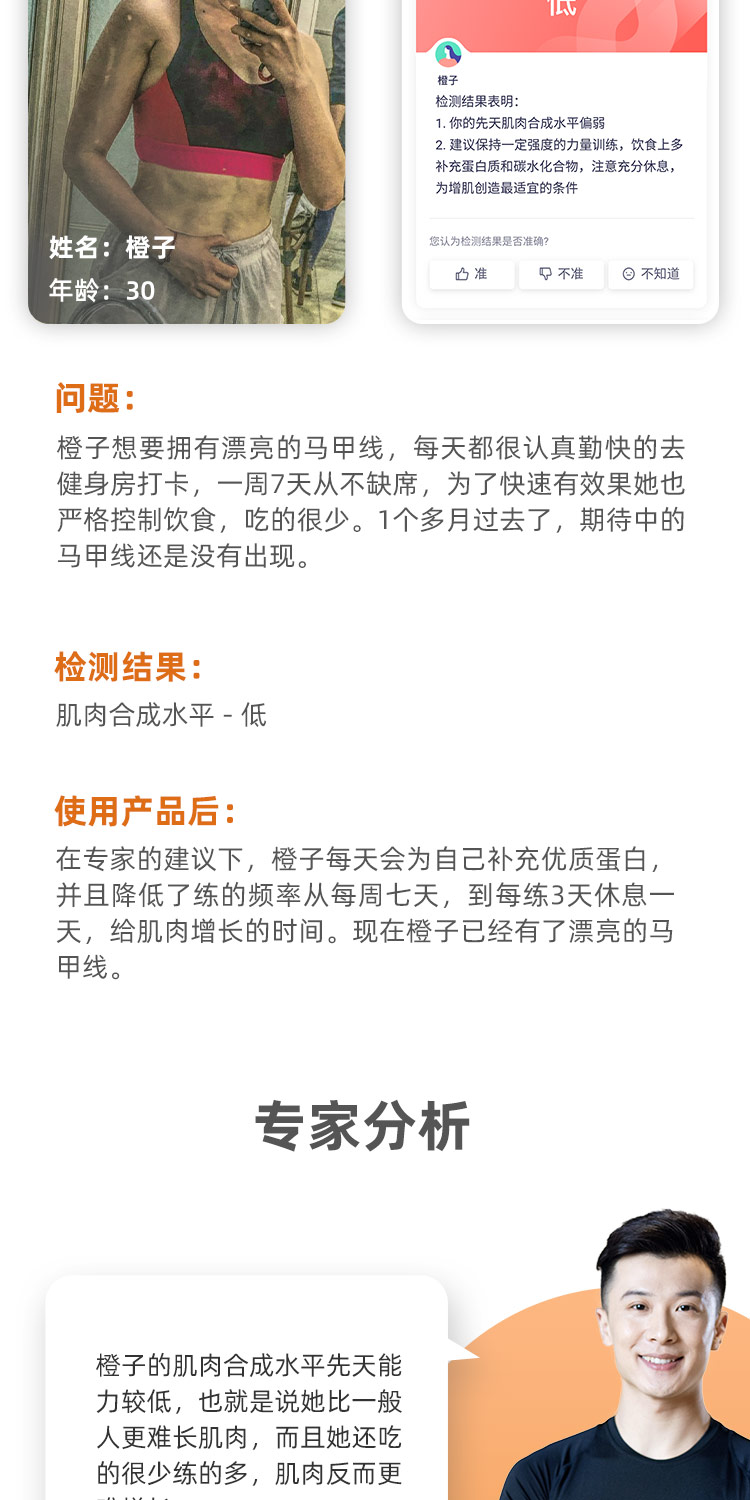 低
姓名：橙子
年龄：30
橙子
检测结果表明：
1. 你的先天肌肉合成水平偏弱
2. 建议保持一定强度的力量训练，饮食上多
补充蛋白质和碳水化合物，注意充分休息，
为增肌创造最适宜的条件
您认为检测结果是否准确?
准
不准
不知道
问题：
橙子想要拥有漂亮的马甲线，每天都很认真勤快的去
健身房打卡，一周7天从不缺席，为了快速有效果她也
严格控制饮食，吃的很少。1个多月过去了，期待中的
马甲线还是没有出现。
检测结果：
肌肉合成水平 - 低
使用产品后：
在专家的建议下，橙子每天会为自己补充优质蛋白，
并且降低了练的频率从每周七天，到每练3天休息一
天，给肌肉增长的时间。现在橙子已经有了漂亮的马
甲线。
专家分析
橙子的肌肉合成水平先天能
力较低，也就是说她比一般
人更难长肌肉，而且她还吃
的很少练的多，肌肉反而更